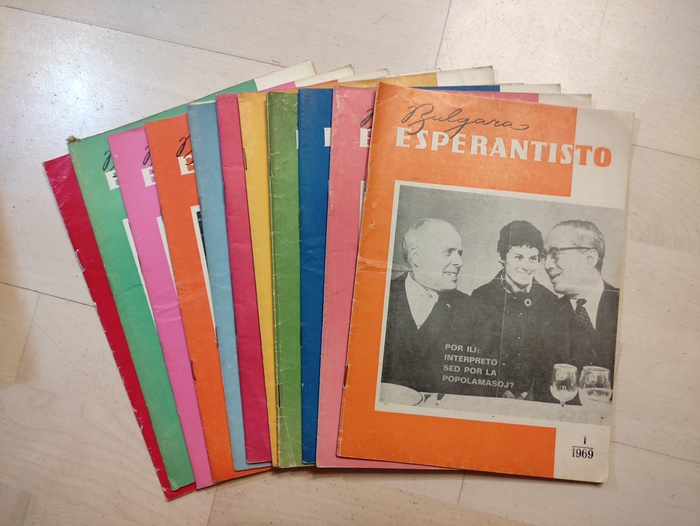 Bulgara
ESPERANTISTO
POR ILI:
INTERPRETO -
SED POR LA
POPOLAMASOJ?
1
1969